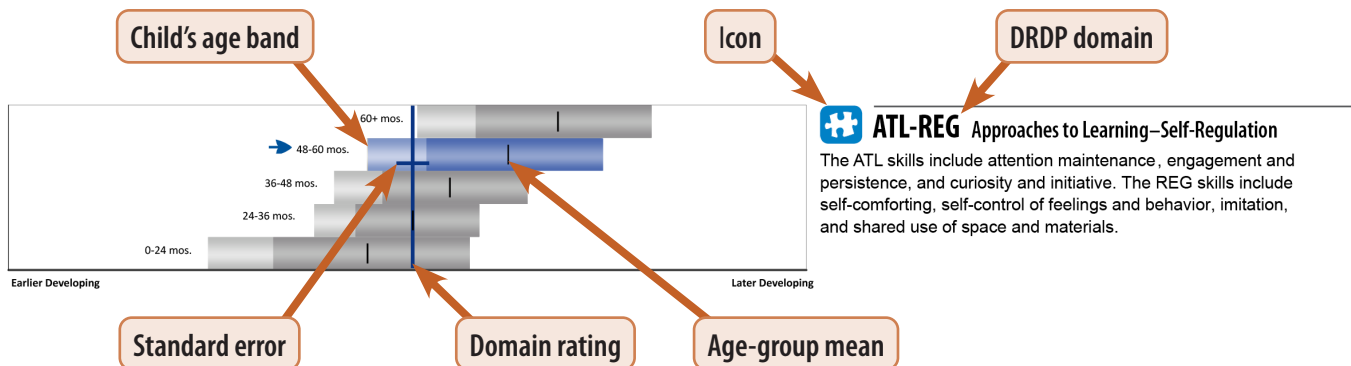 Child's age band
Icon
DRDP domain
60+ mos.
48-60 mos.
36-48 mos.
24-36 mos.
0-24 mos.
Earlier Developing
Later Developing
ATL-REG Approaches to Learning–Self-Regulation
The ATL skills include attention maintenance, engagement and
persistence, and curiosity and initiative. The REG skills include
self-comforting, self-control of feelings and behavior, imitation,
and shared use of space and materials.
Standard error
Domain rating
Age-group mean